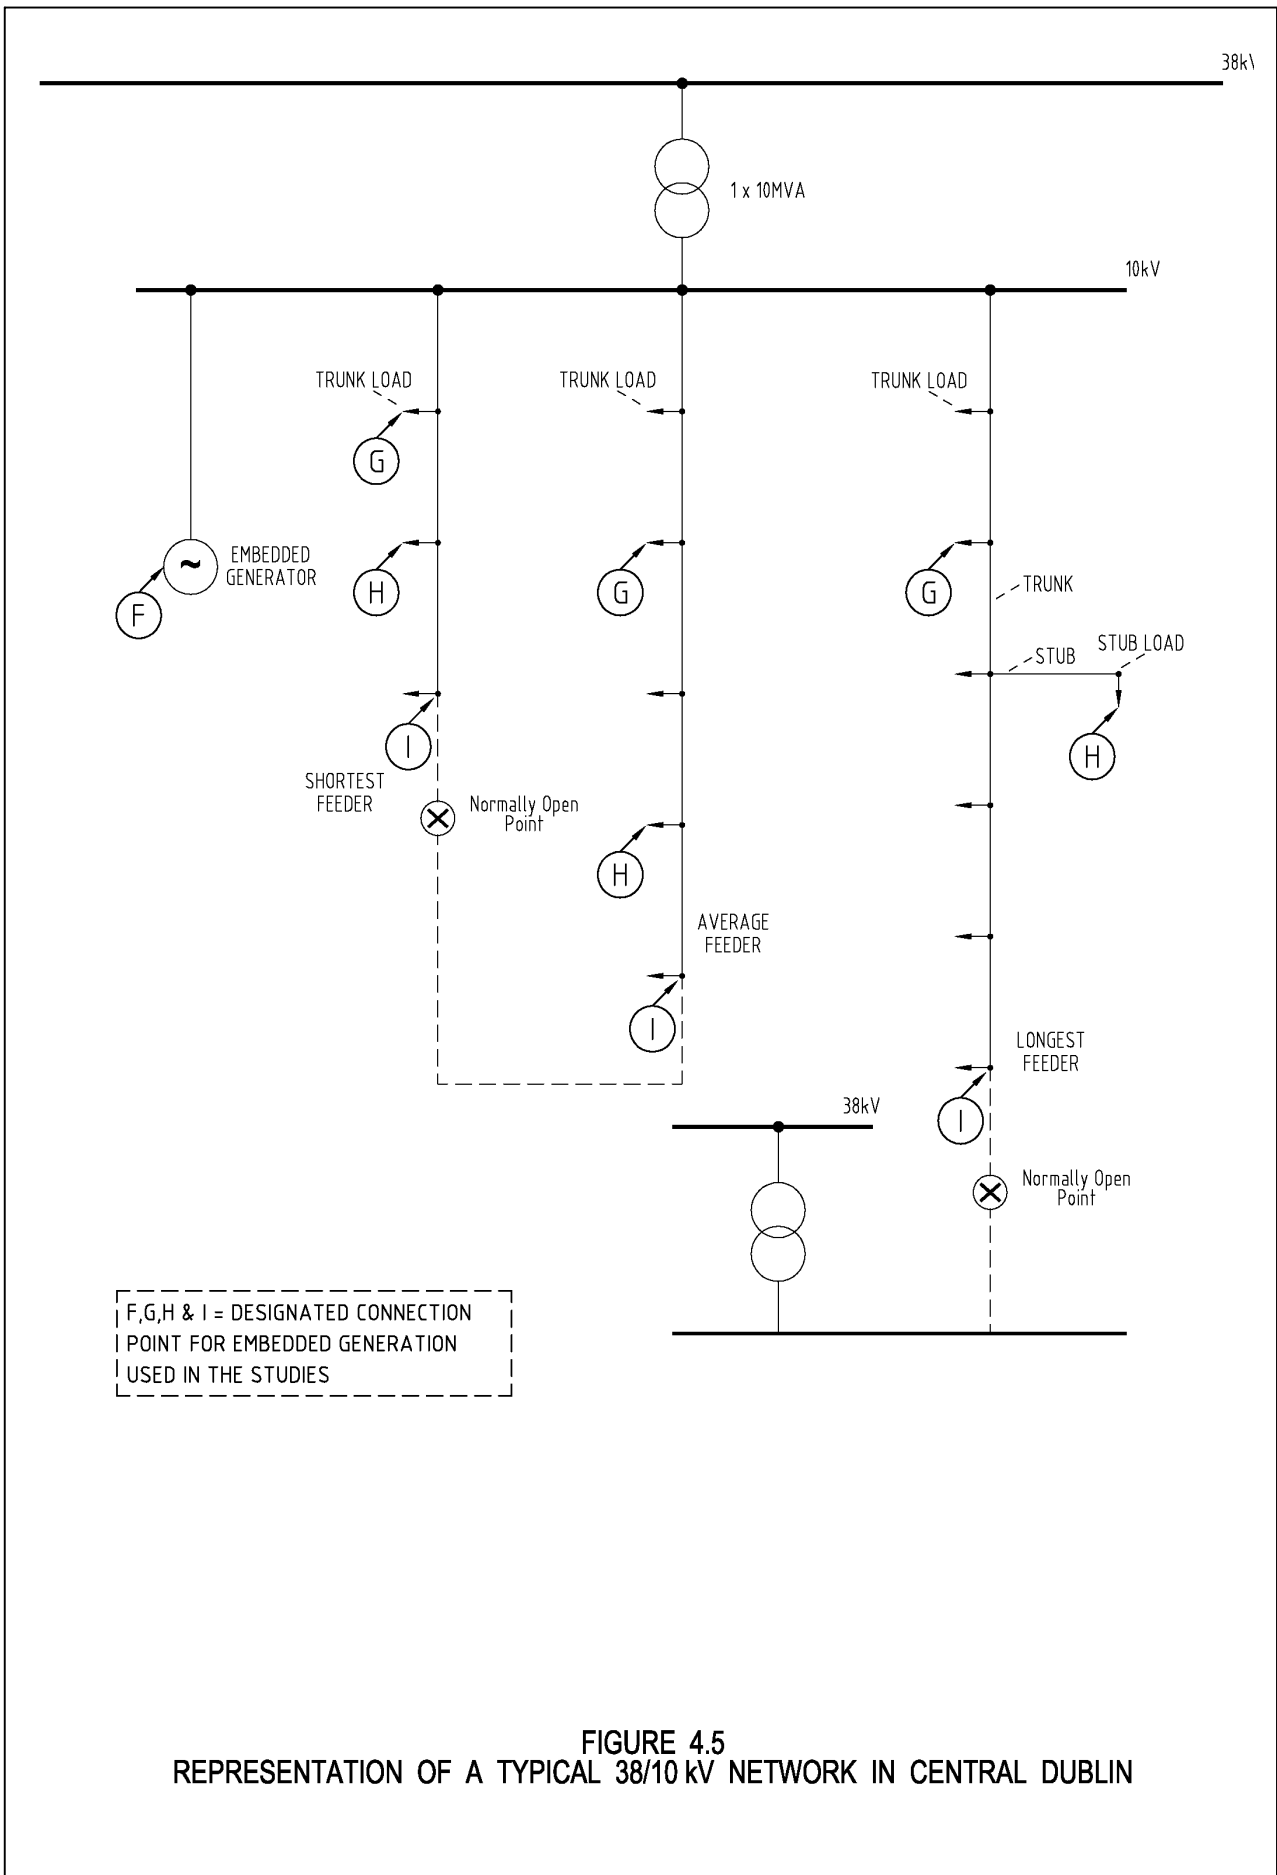 38kV
1 x 10MVA
10kV
TRUNK LOAD
TRUNK LOAD
TRUNK LOAD
G
EMBEDDED
GENERATOR
F
H
G
G
TRUNK
STUB
STUB LOAD
H
I
SHORTEST
FEEDER
Normally Open
Point
H
AVERAGE
FEEDER
I
LONGEST
FEEDER
I
38kV
Normally Open
Point
F,G,H & I = DESIGNATED CONNECTION
POINT FOR EMBEDDED GENERATION
USED IN THE STUDIES
FIGURE 4.5
REPRESENTATION OF A TYPICAL 38/10 kV NETWORK IN CENTRAL DUBLIN